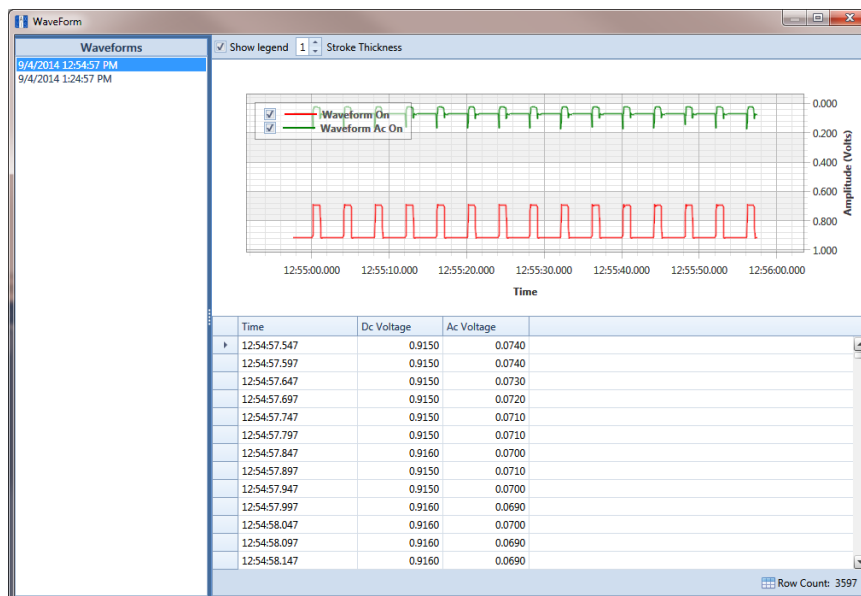 WaveForm
Waveforms
9/4/2014 12:54:57 PM
9/4/2014 1:24:57 PM
Show legend 1 Stroke Thickness
Waveform On
Waveform Ac On
0.000
0.200
0.400
0.600
0.800
1.000
Amplitude (Volts)
12:55:00.000 12:55:10.000 12:55:20.000 12:55:30.000 12:55:40.000 12:55:50.000 12:56:00.000
Time
Time Dc Voltage Ac Voltage
12:54:57.547 0.9150 0.0740
12:54:57.597 0.9150 0.0740
12:54:57.647 0.9150 0.0730
12:54:57.697 0.9150 0.0720
12:54:57.747 0.9150 0.0710
12:54:57.797 0.9150 0.0710
12:54:57.847 0.9160 0.0700
12:54:57.897 0.9150 0.0710
12:54:57.947 0.9150 0.0700
12:54:57.997 0.9160 0.0690
12:54:58.047 0.9160 0.0700
12:54:58.097 0.9160 0.0690
12:54:58.147 0.9160 0.0690
Row Count: 3597